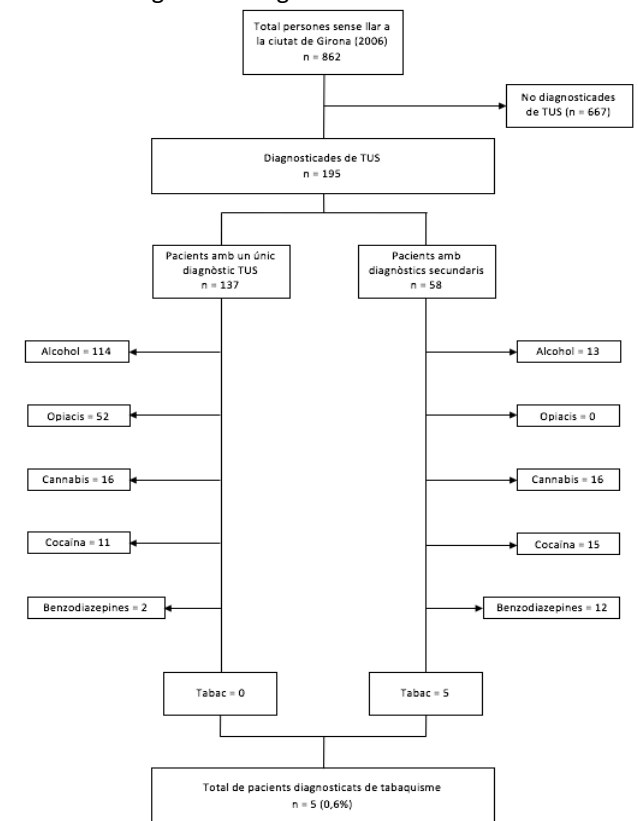 Total persones sense llar a
la ciutat de Girona (2006)
n = 862
No diagnosticades
de TUS (n = 667)
Diagnosticades de TUS
n = 195
Pacients amb un únic
diagnòstic TUS
n = 137
Pacients amb
diagnòstics secundaris
n = 58
Alcohol = 114
Alcohol = 13
Opiacis = 52
Opiacis = 0
Cannabis = 16
Cannabis = 16
Cocaïna = 11
Cocaïna = 15
Benzodiazepines = 2
Benzodiazepines = 12
Tabac = 0
Tabac = 5
Total de pacients diagnosticats de tabaquisme
n = 5 (0,6%)